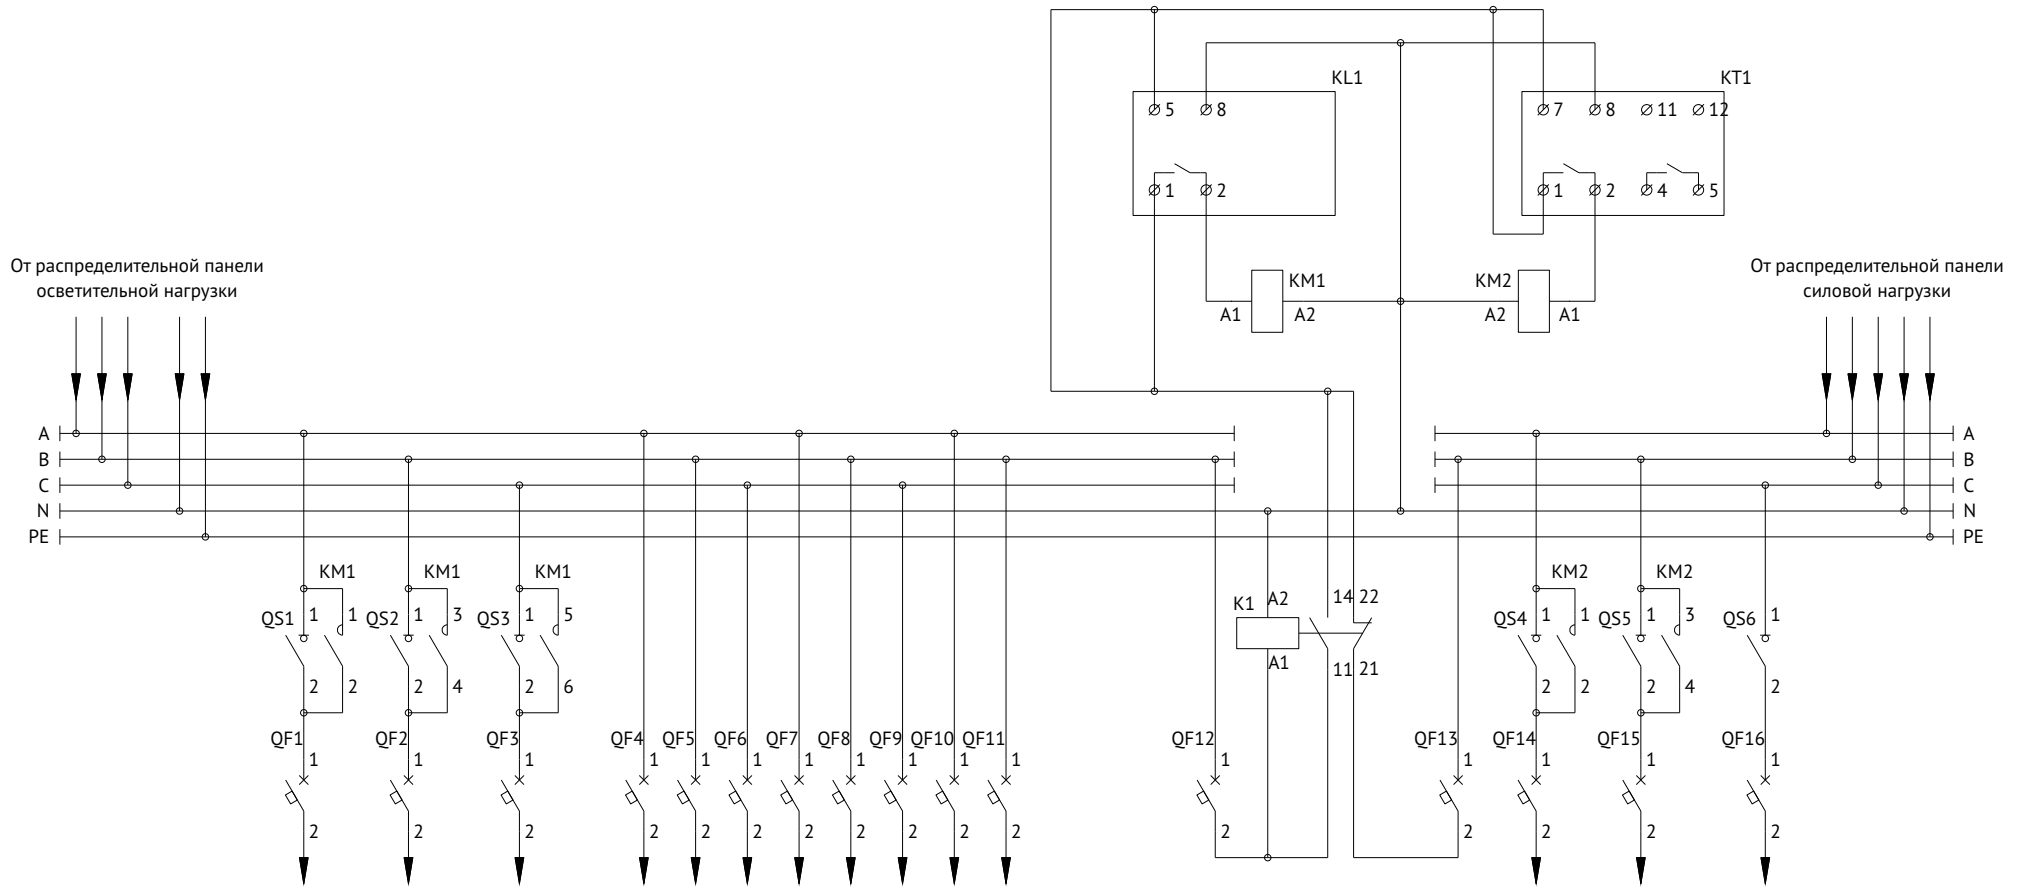 KL1
KT1
5 8
7 8 11 12
1 2
1 2 4 5
От распределительной панели
осветительной нагрузки
KM1
A1 A2
KM2
A2 A1
От распределительной панели
силовой нагрузки
A A
B B
C C
N N
PE PE
KM1 KM1 KM1 KM2 KM2
QS1 1 1 QS2 1 3 QS3 1 5
K1 A2 14 22
A1 11 21
QS4 1 1 QS5 1 3 QS6 1
2 2 2 4 2 6 2 2 2 4 2
QF1 QF2 QF3 QF4 QF5 QF6 QF7 QF8 QF9 QF10 QF11 QF12 QF13 QF14 QF15 QF16
1 1 1 1 1 1 1 1 1 1 1 1 1 1 1 1
2 2 2 2 2 2 2 2 2 2 2 2 2 2 2 2